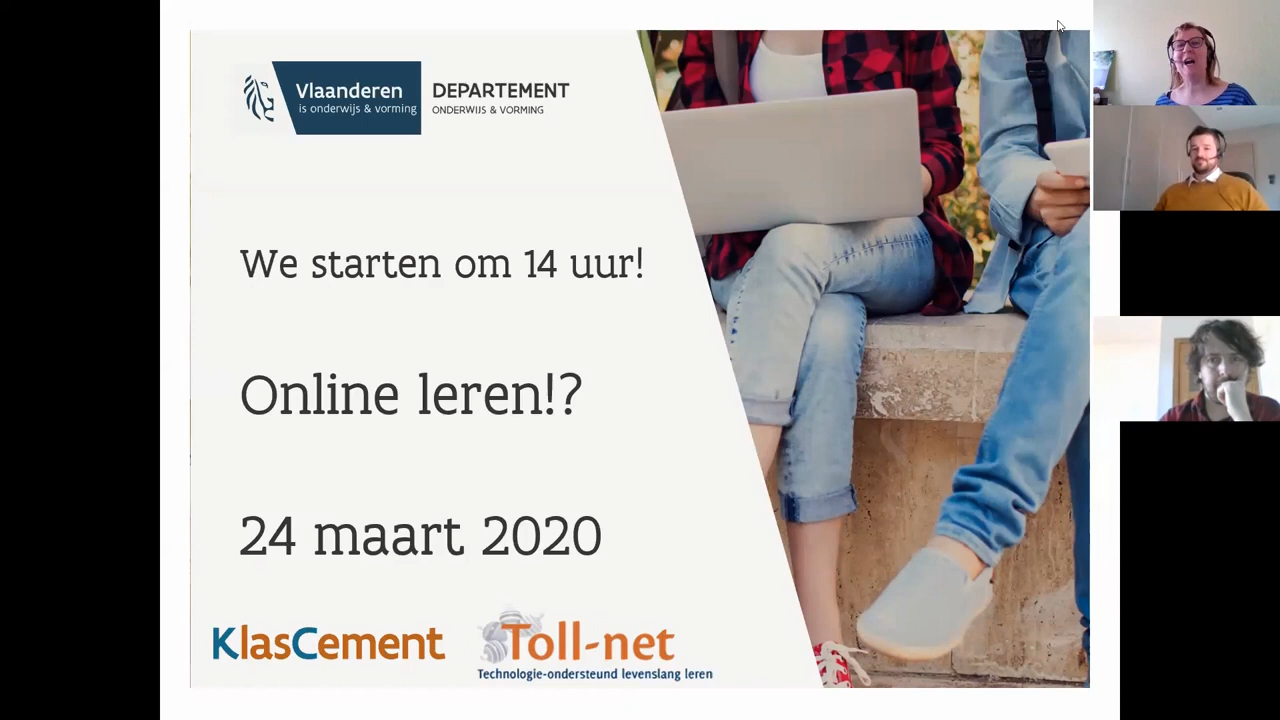 Vlaanderen
is onderwijs & vorming
DEPARTEMENT
ONDERWIJS & VORMING
We starten om 14 uur!
Online leren!?
24 maart 2020
KlasCement
Toll-net
Technologie-ondersteund levenslang leren